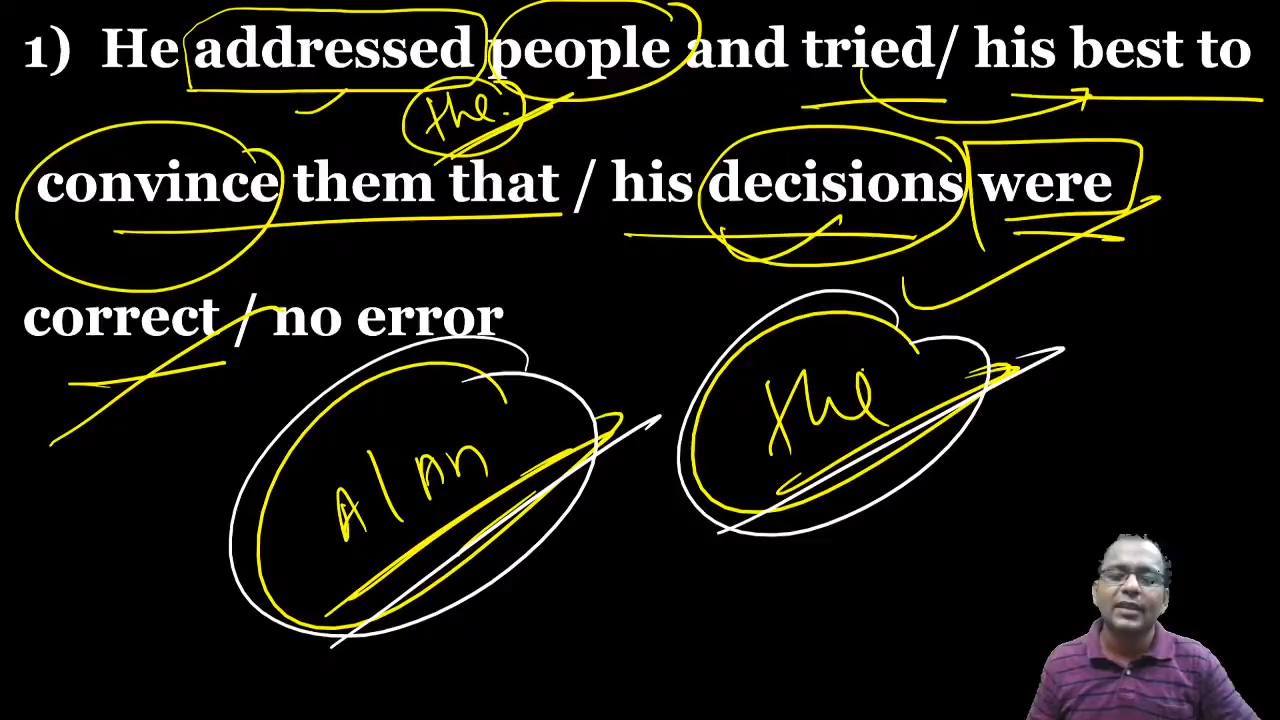 1) He addressed people and tried/ his best to
the.
convince them that / his decisions were
correct / no error
the
A/An